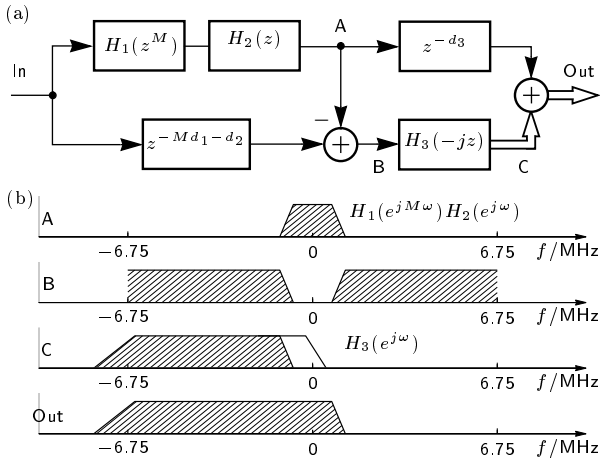 (a)
A
H₁(z^M)
H₂(z)
z^{-d₃}
In
Out
+
−
z^{-Md₁-d₂}
+
H₃(-jz)
B
C
(b)
A
H₁(e^{jMω})H₂(e^{jω})
−6.75
0
6.75
f/MHz
B
−6.75
0
6.75
f/MHz
C
H₃(e^{jω})
−6.75
0
6.75
f/MHz
Out
−6.75
0
6.75
f/MHz